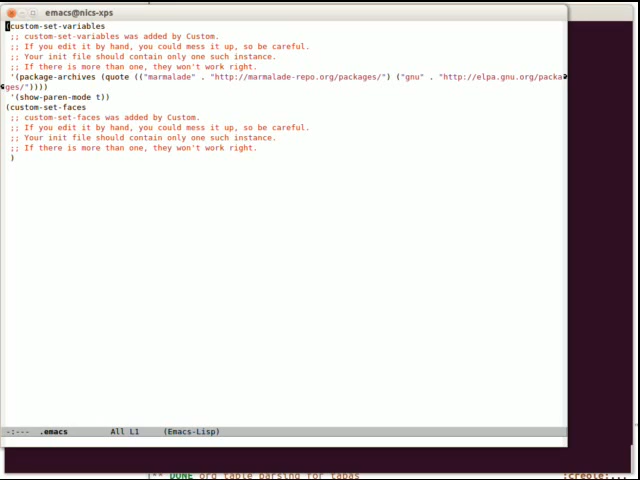 emacs@nics-xps
(custom-set-variables
;; custom-set-variables was added by Custom.
;; If you edit it by hand, you could mess it up, so be careful.
;; Your init file should contain only one such instance.
;; If there is more than one, they won't work right.
'(package-archives (quote (("marmalade" . "http://marmalade-repo.org/packages/") ("gnu" . "http://elpa.gnu.org/packa
ges/"))))
'(show-paren-mode t))
(custom-set-faces
;; custom-set-faces was added by Custom.
;; If you edit it by hand, you could mess it up, so be careful.
;; Your init file should contain only one such instance.
;; If there is more than one, they won't work right.
)
-:--- .emacs All L1 (Emacs-Lisp)
** DONE org table parsing for tapas :creole:...